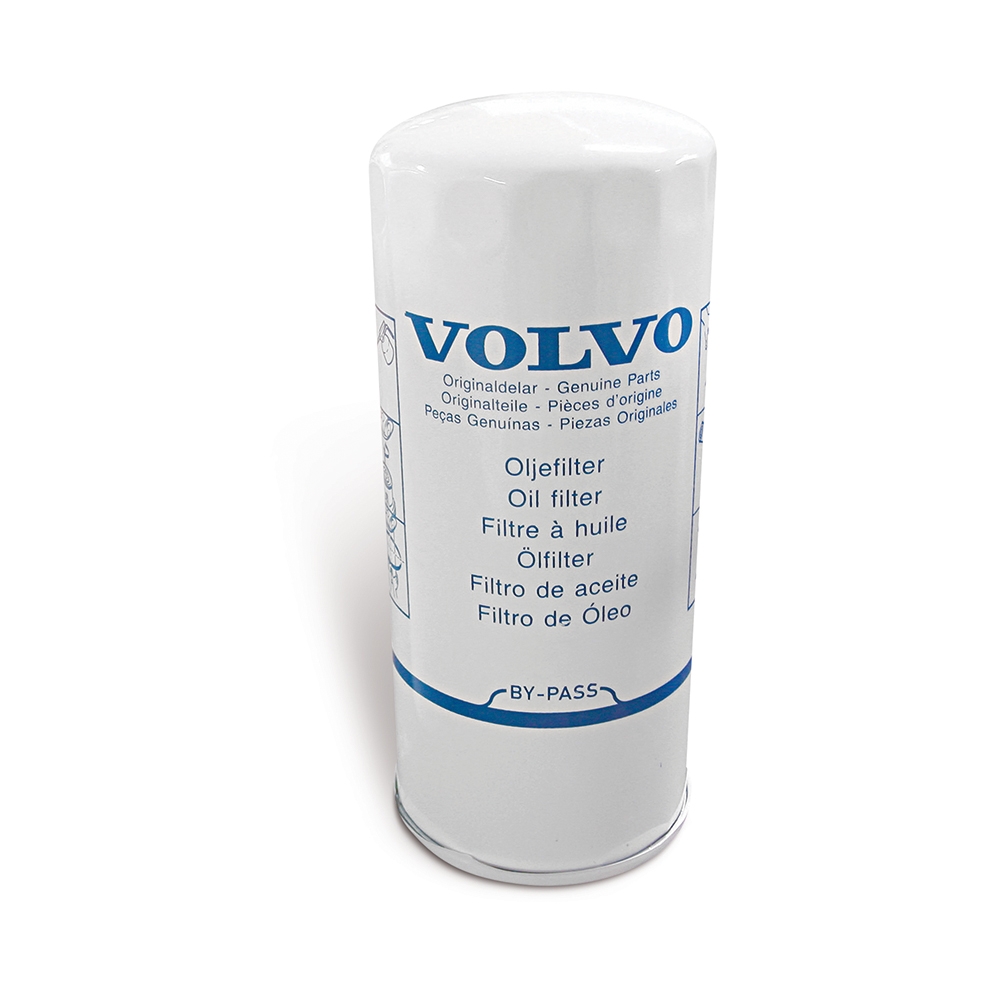 VOLVO
Originaldelar - Genuine Parts
Originalteile - Pièces d'origine
Peças Genuínas - Piezas Originales
Oljefilter
Oil filter
Filtre à huile
Ölfilter
Filtro de aceite
Filtro de Óleo
BY-PASS